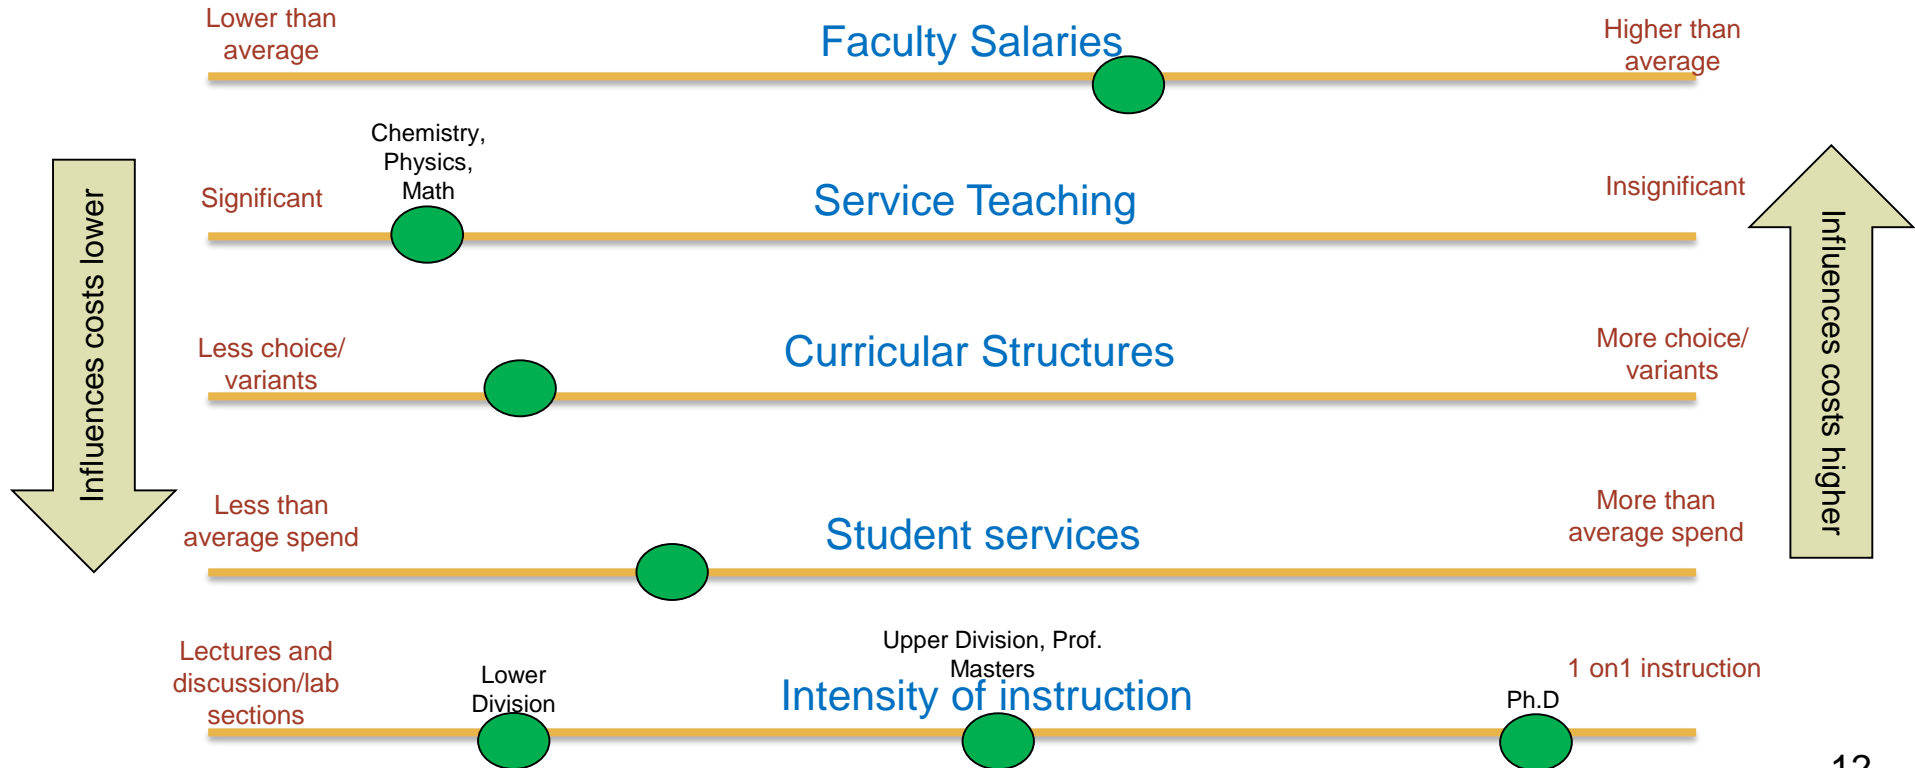 Lower than
average
Faculty Salaries
Higher than
average
Chemistry,
Physics,
Math
Significant
Service Teaching
Insignificant
Influences costs lower
Influences costs higher
Less choice/
variants
Curricular Structures
More choice/
variants
Less than
average spend
Student services
More than
average spend
Lectures and
discussion/lab
sections
Lower
Division
Upper Division, Prof.
Masters
Intensity of instruction
Ph.D
1 on1 instruction
12